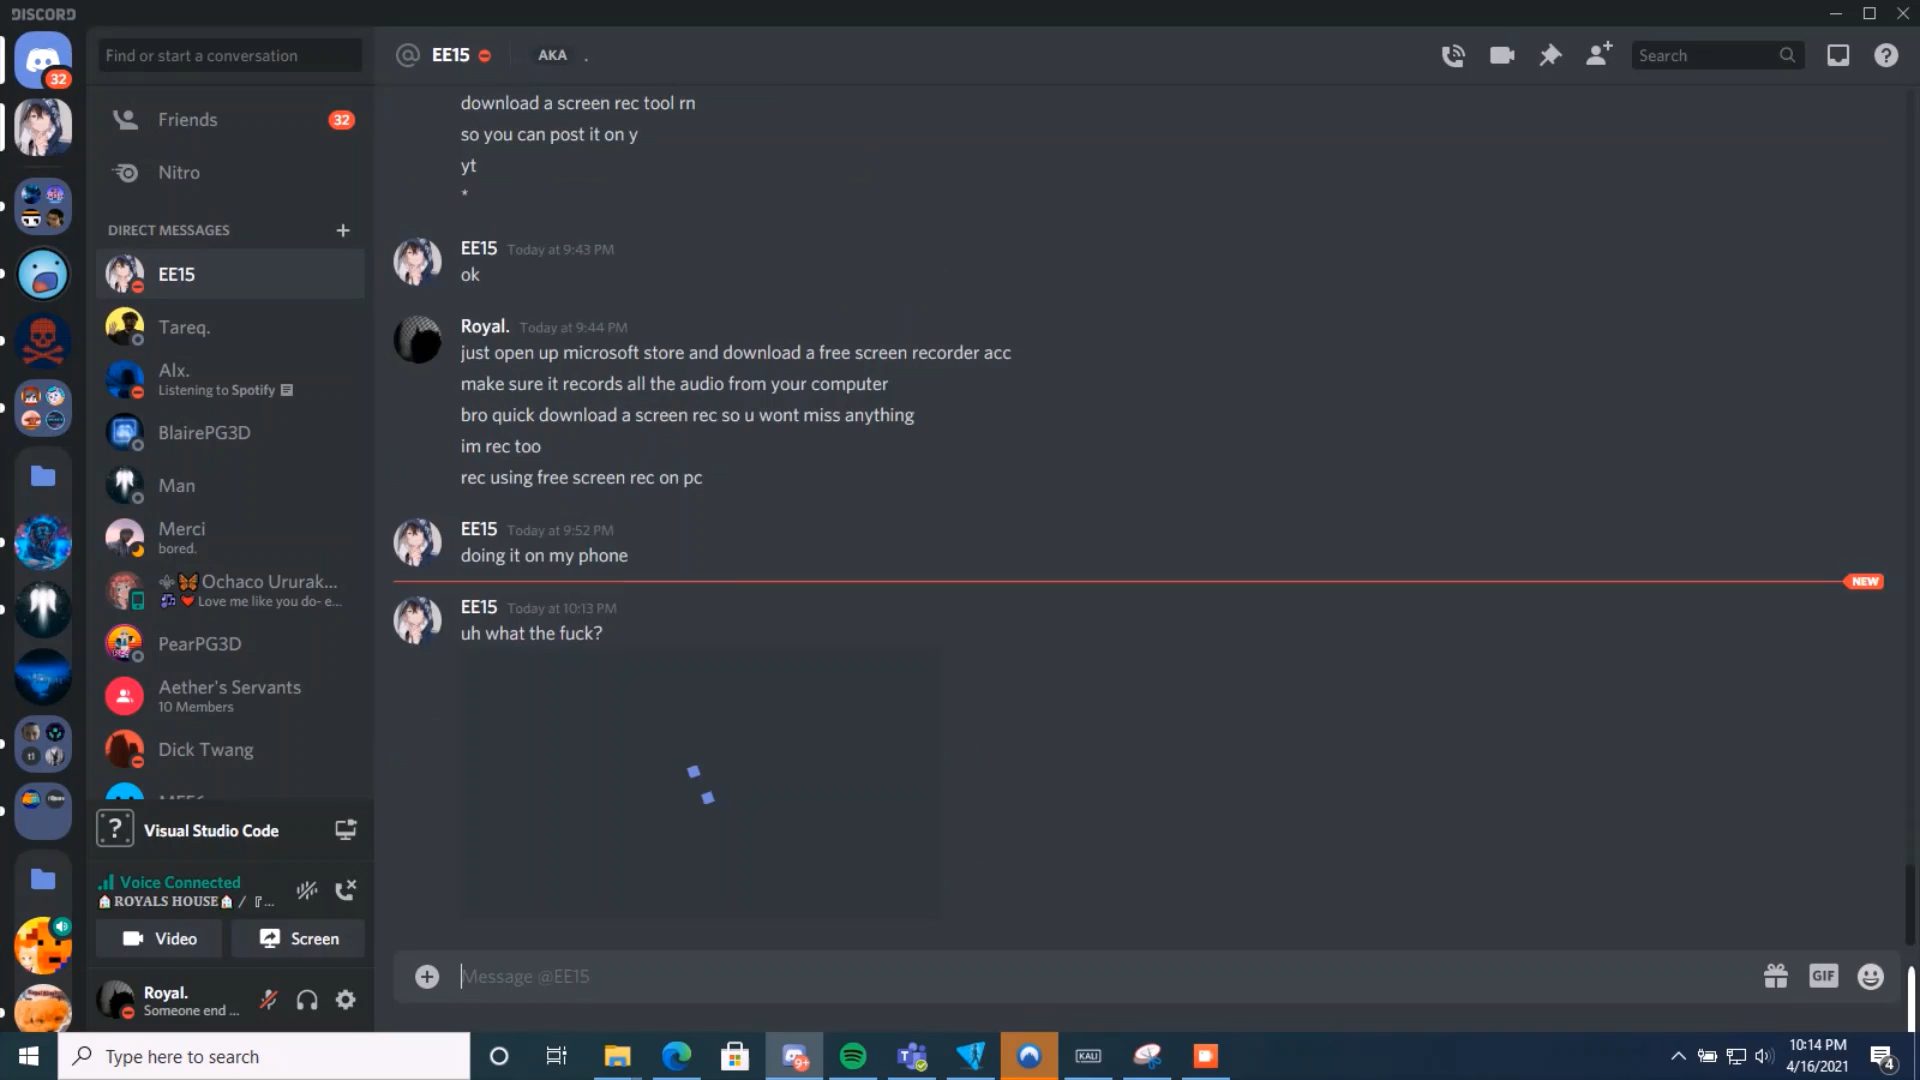 DISCORD
32
Find or start a conversation
Friends
32
Nitro
DIRECT MESSAGES
EE15
Tareq.
Alx.
Listening to Spotify
BlairePG3D
Man
Merci
bored.
Ochaco Ururak...
Love me like you do- e...
PearPG3D
Aether's Servants
10 Members
Dick Twang
?
Visual Studio Code
Voice Connected
ROYALS HOUSE / 『...
Video
Screen
Royal.
Someone end ...
@ EE15
AKA
.
Search
download a screen rec tool rn
so you can post it on y
yt
*
EE15 Today at 9:43 PM
ok
Royal. Today at 9:44 PM
just open up microsoft store and download a free screen recorder acc
make sure it records all the audio from your computer
bro quick download a screen rec so u wont miss anything
im rec too
rec using free screen rec on pc
EE15 Today at 9:52 PM
doing it on my phone
NEW
EE15 Today at 10:13 PM
uh what the fuck?
Message @EE15
GIF
Type here to search
9+
KALI
10:14 PM
4/16/2021
4